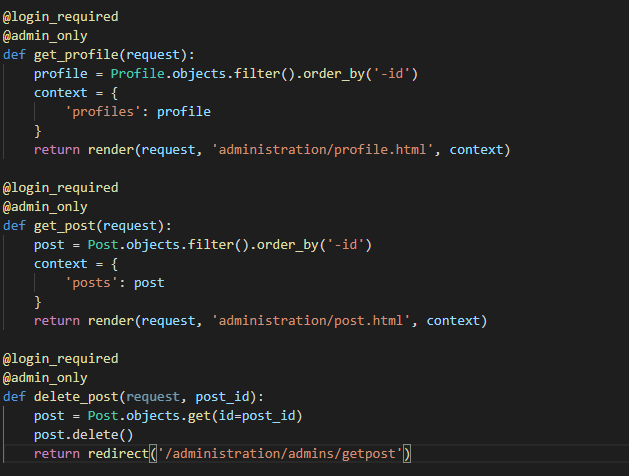 @login_required
@admin_only
def get_profile(request):
    profile = Profile.objects.filter().order_by('-id')
    context = {
        'profiles': profile
    }
    return render(request, 'administration/profile.html', context)

@login_required
@admin_only
def get_post(request):
    post = Post.objects.filter().order_by('-id')
    context = {
        'posts': post
    }
    return render(request, 'administration/post.html', context)

@login_required
@admin_only
def delete_post(request, post_id):
    post = Post.objects.get(id=post_id)
    post.delete()
    return redirect('/administration/admins/getpost')